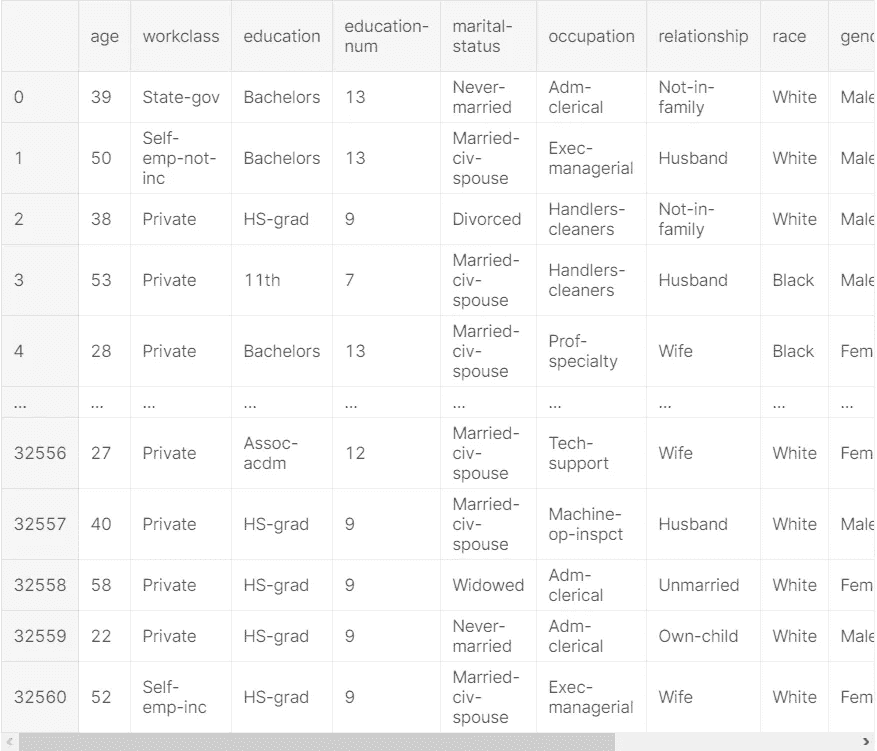 age workclass education education-num marital-status occupation relationship race gen
0 39 State-gov Bachelors 13 Never-married Adm-clerical Not-in-family White Male
1 50 Self-emp-not-inc Bachelors 13 Married-civ-spouse Exec-managerial Husband White Male
2 38 Private HS-grad 9 Divorced Handlers-cleaners Not-in-family White Male
3 53 Private 11th 7 Married-civ-spouse Handlers-cleaners Husband Black Male
4 28 Private Bachelors 13 Married-civ-spouse Prof-specialty Wife Black Fem
... ... ... ... ... ... ... ... ... ...
32556 27 Private Assoc-acdm 12 Married-civ-spouse Tech-support Wife White Fem
32557 40 Private HS-grad 9 Married-civ-spouse Machine-op-inspct Husband White Male
32558 58 Private HS-grad 9 Widowed Adm-clerical Unmarried White Fem
32559 22 Private HS-grad 9 Never-married Adm-clerical Own-child White Male
32560 52 Self-emp-inc HS-grad 9 Married-civ-spouse Exec-managerial Wife White Fem